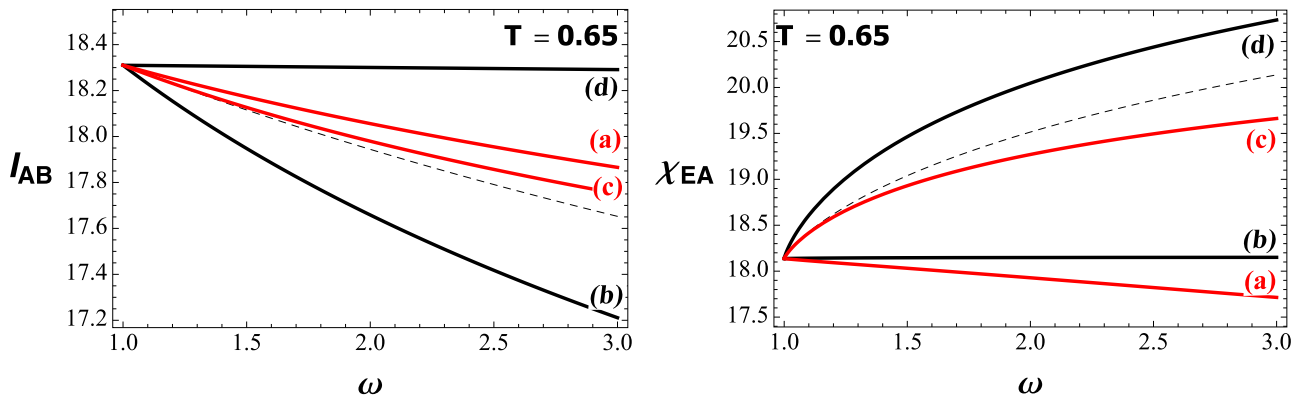 T = 0.65
18.4
18.2
18.0
17.8
17.6
17.4
17.2
I_AB
(d)
(a)
(c)
(b)
1.0 1.5 2.0 2.5 3.0
ω
T = 0.65
20.5
20.0
19.5
19.0
18.5
18.0
17.5
χ_EA
(d)
(c)
(b)
(a)
1.0 1.5 2.0 2.5 3.0
ω